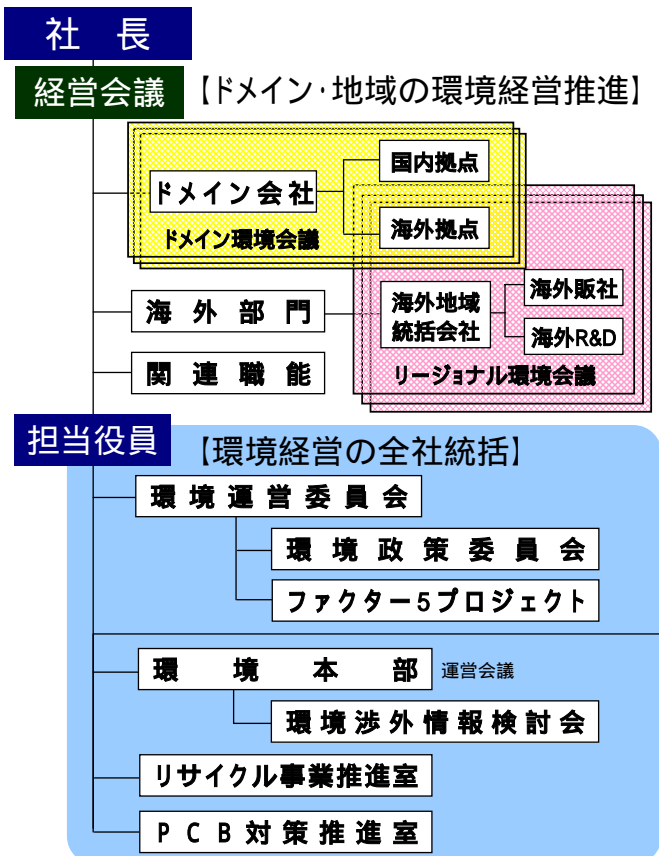 社長
経営会議
【ドメイン・地域の環境経営推進】
国内拠点
ドメイン会社
海外拠点
ドメイン環境会議
海外販社
海外部門
海外地域
統括会社
海外R&D
関連職能
リージョナル環境会議
担当役員
【環境経営の全社統括】
環境運営委員会
環境政策委員会
ファクター5プロジェクト
環境本部
運営会議
環境渉外情報検討会
リサイクル事業推進室
PCB対策推進室